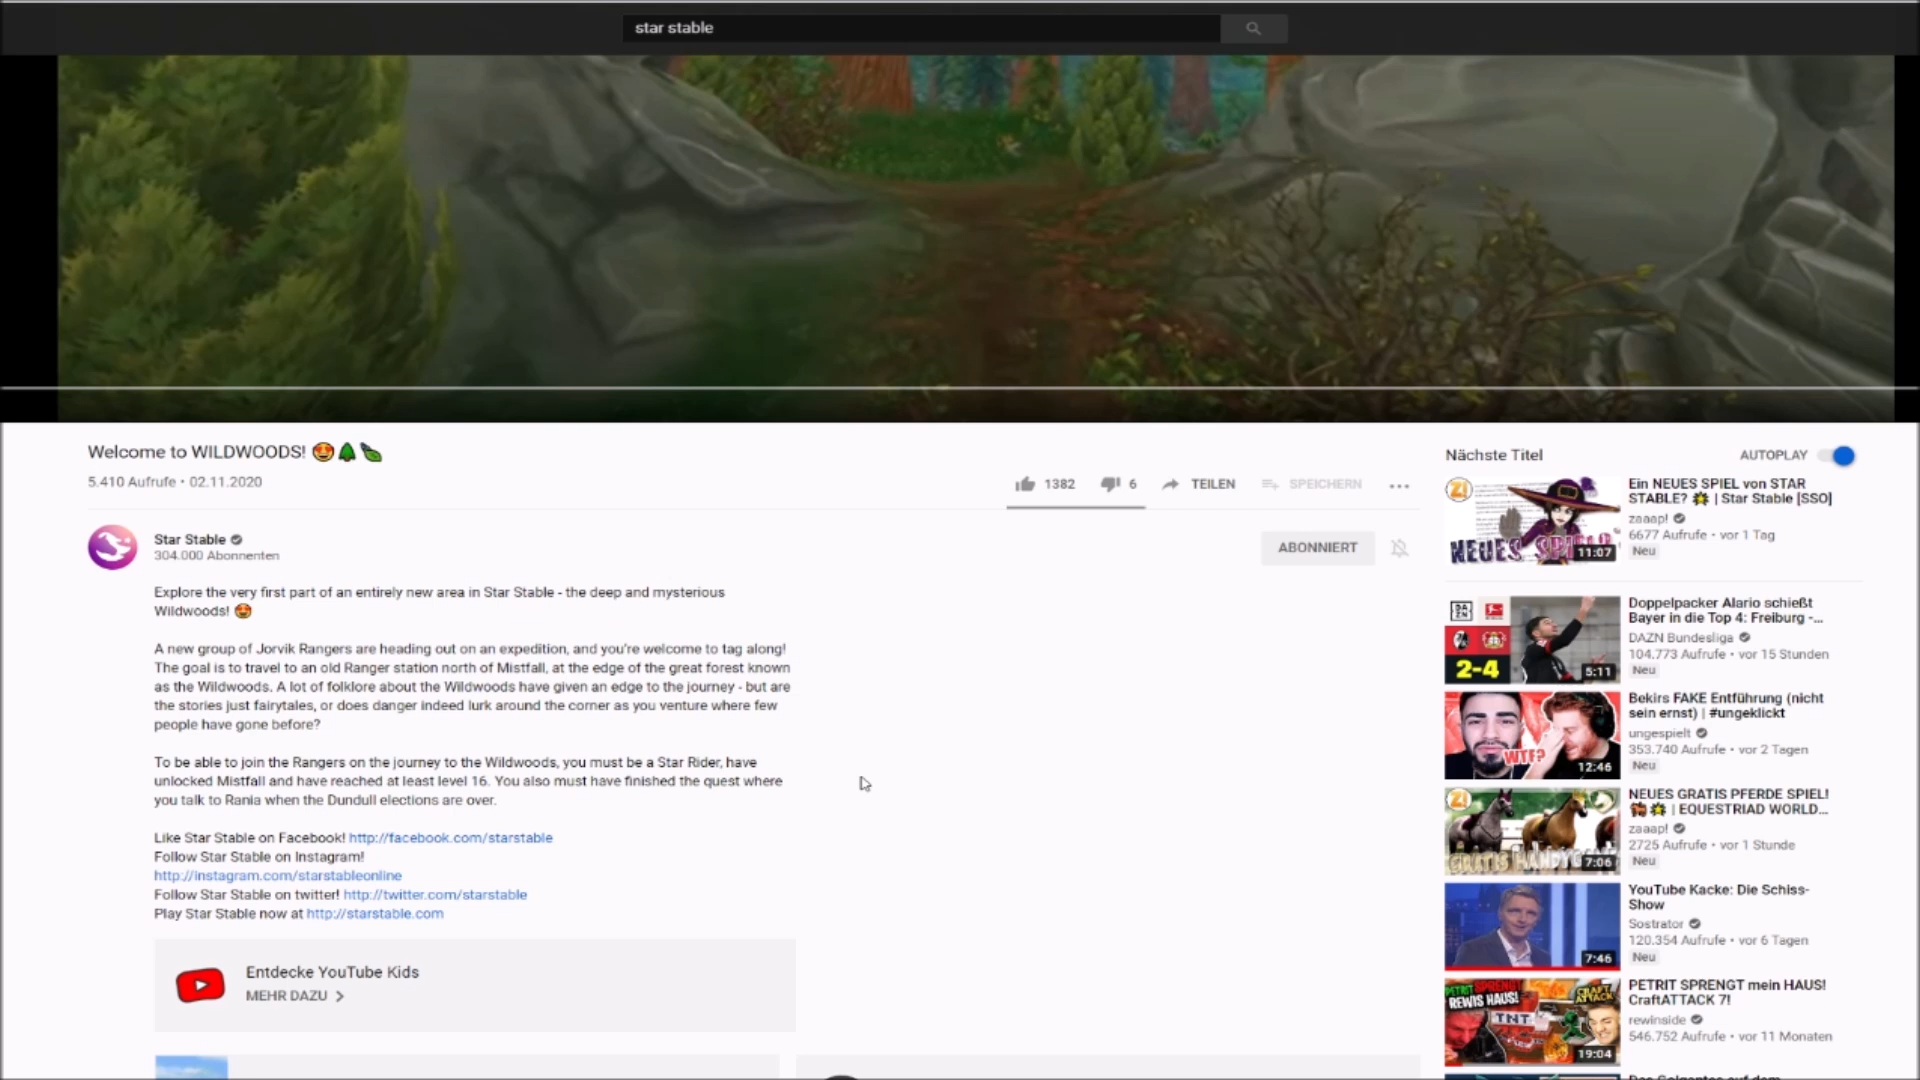 star stable
Welcome to WILDWOODS! 🤩🌲🍃
5.410 Aufrufe • 02.11.2020
1382
6
TEILEN
SPEICHERN
Star Stable
304.000 Abonnenten
ABONNIERT
Explore the very first part of an entirely new area in Star Stable - the deep and mysterious
Wildwoods! 🤩
A new group of Jorvik Rangers are heading out on an expedition, and you're welcome to tag along!
The goal is to travel to an old Ranger station north of Mistfall, at the edge of the great forest known
as the Wildwoods. A lot of folklore about the Wildwoods have given an edge to the journey - but are
the stories just fairytales, or does danger indeed lurk around the corner as you venture where few
people have gone before?
To be able to join the Rangers on the journey to the Wildwoods, you must be a Star Rider, have
unlocked Mistfall and have reached at least level 16. You also must have finished the quest where
you talk to Rania when the Dundull elections are over.
Like Star Stable on Facebook! http://facebook.com/starstable
Follow Star Stable on Instagram!
http://instagram.com/starstableonline
Follow Star Stable on twitter! http://twitter.com/starstable
Play Star Stable now at http://starstable.com
Entdecke YouTube Kids
MEHR DAZU
Nächste Titel
AUTOPLAY
Z!
NEUES SPIEL?
11:07
Ein NEUES SPIEL von STAR
STABLE? 🌟 | Star Stable [SSO]
zaaap!
6677 Aufrufe • vor 1 Tag
Neu
DAZN
2-4
5:11
Doppelpacker Alario schießt
Bayer in die Top 4: Freiburg -...
DAZN Bundesliga
104.773 Aufrufe • vor 15 Stunden
Neu
WTF?
12:46
Bekirs FAKE Entführung (nicht
sein ernst) | #ungeklickt
ungespielt
353.740 Aufrufe • vor 2 Tagen
Neu
Z!
GRATIS
7:06
NEUES GRATIS PFERDE SPIEL!
🐴🌟 | EQUESTRIAD WORLD...
zaaap!
2725 Aufrufe • vor 1 Stunde
Neu
7:46
YouTube Kacke: Die Schiss-
Show
Sostrator
120.354 Aufrufe • vor 6 Tagen
Neu
PETRIT SPRENGT
REWIS HAUS!
CRAFT
ATTACK
TNT
19:04
PETRIT SPRENGT mein HAUS!
CraftATTACK 7!
rewinside
546.752 Aufrufe • vor 11 Monaten